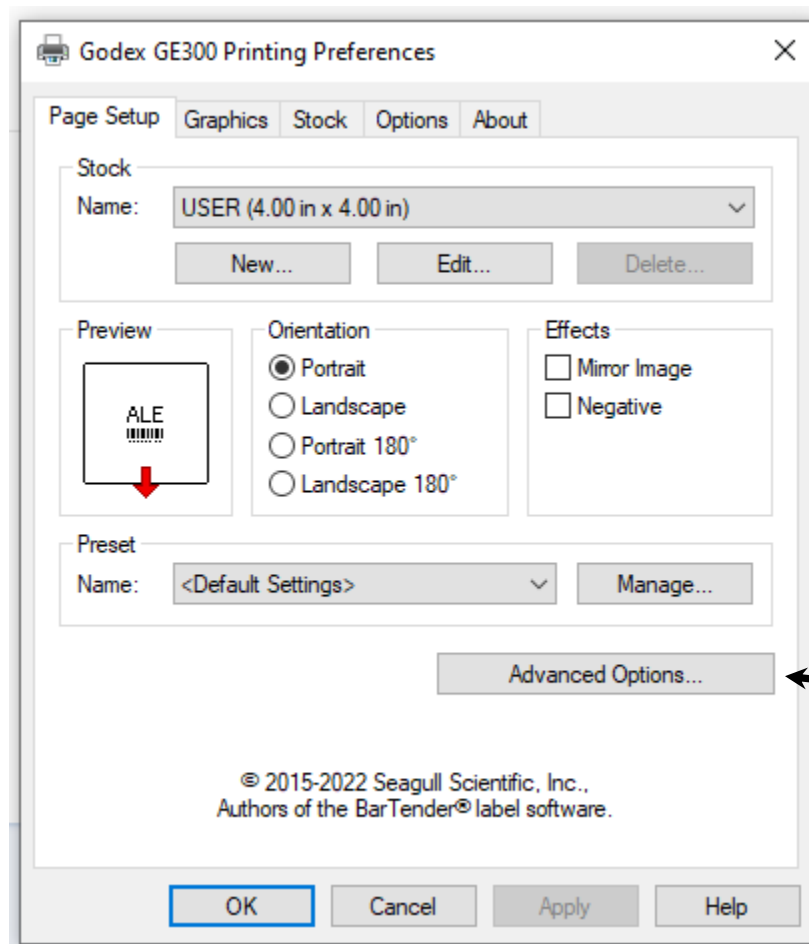 Godex GE300 Printing Preferences
Page Setup Graphics Stock Options About
Stock
Name: USER (4.00 in x 4.00 in)
New... Edit... Delete...
Preview
ALE
Orientation
Portrait
Landscape
Portrait 180°
Landscape 180°
Effects
Mirror Image
Negative
Preset
Name: <Default Settings> Manage...
Advanced Options...
© 2015-2022 Seagull Scientific, Inc.,
Authors of the BarTender® label software.
OK Cancel Apply Help